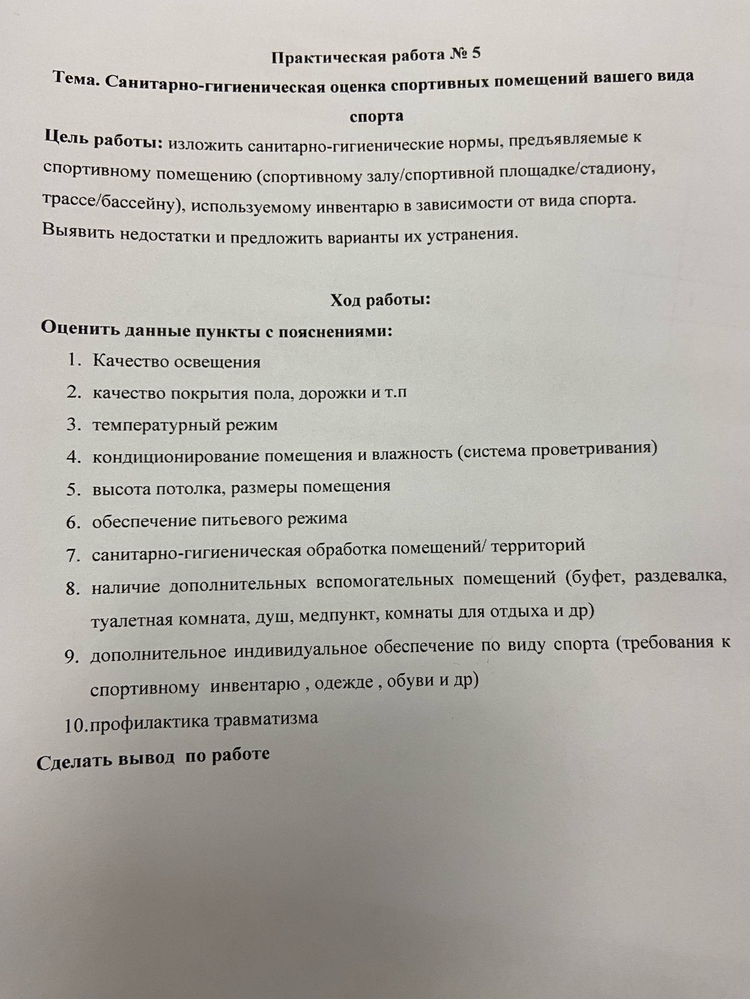 Практическая работа № 5
Тема. Санитарно-гигиеническая оценка спортивных помещений вашего вида
спорта
Цель работы: изложить санитарно-гигиенические нормы, предъявляемые к
спортивному помещению (спортивному залу/спортивной площадке/стадиону,
трассе/бассейну), используемому инвентарю в зависимости от вида спорта.
Выявить недостатки и предложить варианты их устранения.
Ход работы:
Оценить данные пункты с пояснениями:
1. Качество освещения
2. качество покрытия пола, дорожки и т.п
3. температурный режим
4. кондиционирование помещения и влажность (система проветривания)
5. высота потолка, размеры помещения
6. обеспечение питьевого режима
7. санитарно-гигиеническая обработка помещений/ территорий
8. наличие дополнительных вспомогательных помещений (буфет, раздевалка,
туалетная комната, душ, медпункт, комнаты для отдыха и др)
9. дополнительное индивидуальное обеспечение по виду спорта (требования к
спортивному инвентарю , одежде , обуви и др)
10.профилактика травматизма
Сделать вывод по работе